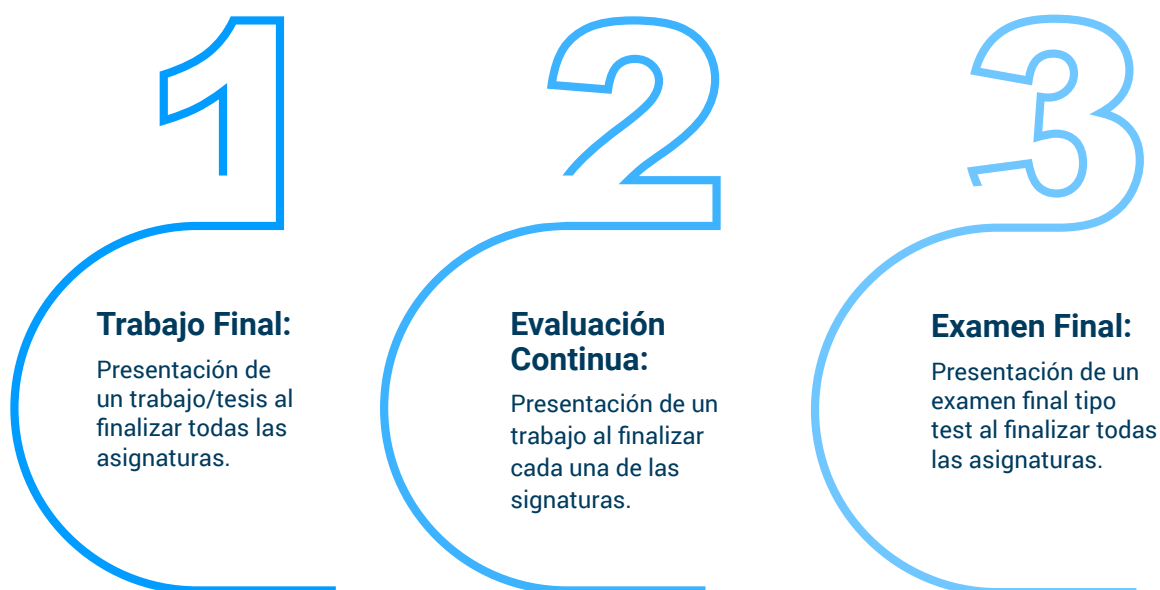 1
Trabajo Final:
Presentación de
un trabajo/tesis al
finalizar todas las
asignaturas.
2
Evaluación
Continua:
Presentación de un
trabajo al finalizar
cada una de las
signaturas.
3
Examen Final:
Presentación de un
examen final tipo
test al finalizar todas
las asignaturas.